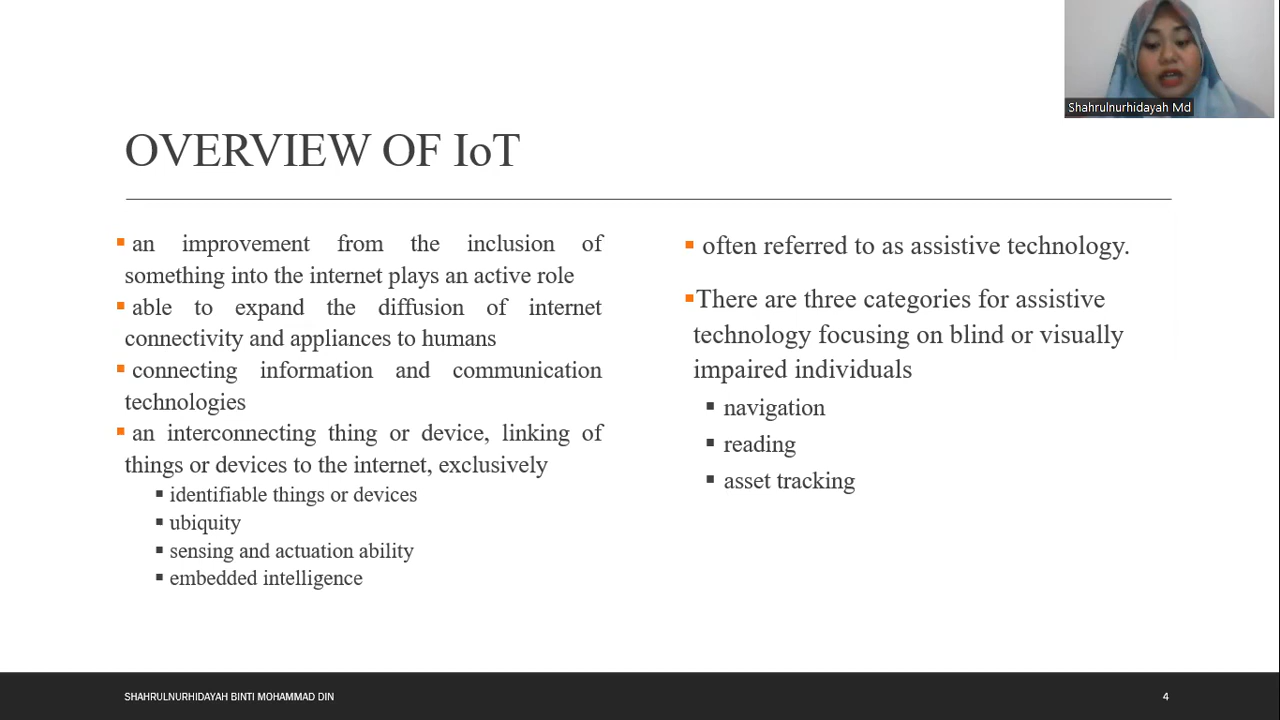 Shahrulnurhidayah Md
OVERVIEW OF IoT
▪ an improvement from the inclusion of
something into the internet plays an active role
▪ able to expand the diffusion of internet
connectivity and appliances to humans
▪ connecting information and communication
technologies
▪ an interconnecting thing or device, linking of
things or devices to the internet, exclusively
▪ identifiable things or devices
▪ ubiquity
▪ sensing and actuation ability
▪ embedded intelligence
▪ often referred to as assistive technology.
▪There are three categories for assistive
technology focusing on blind or visually
impaired individuals
▪ navigation
▪ reading
▪ asset tracking
SHAHRULNURHIDAYAH BINTI MOHAMMAD DIN
4